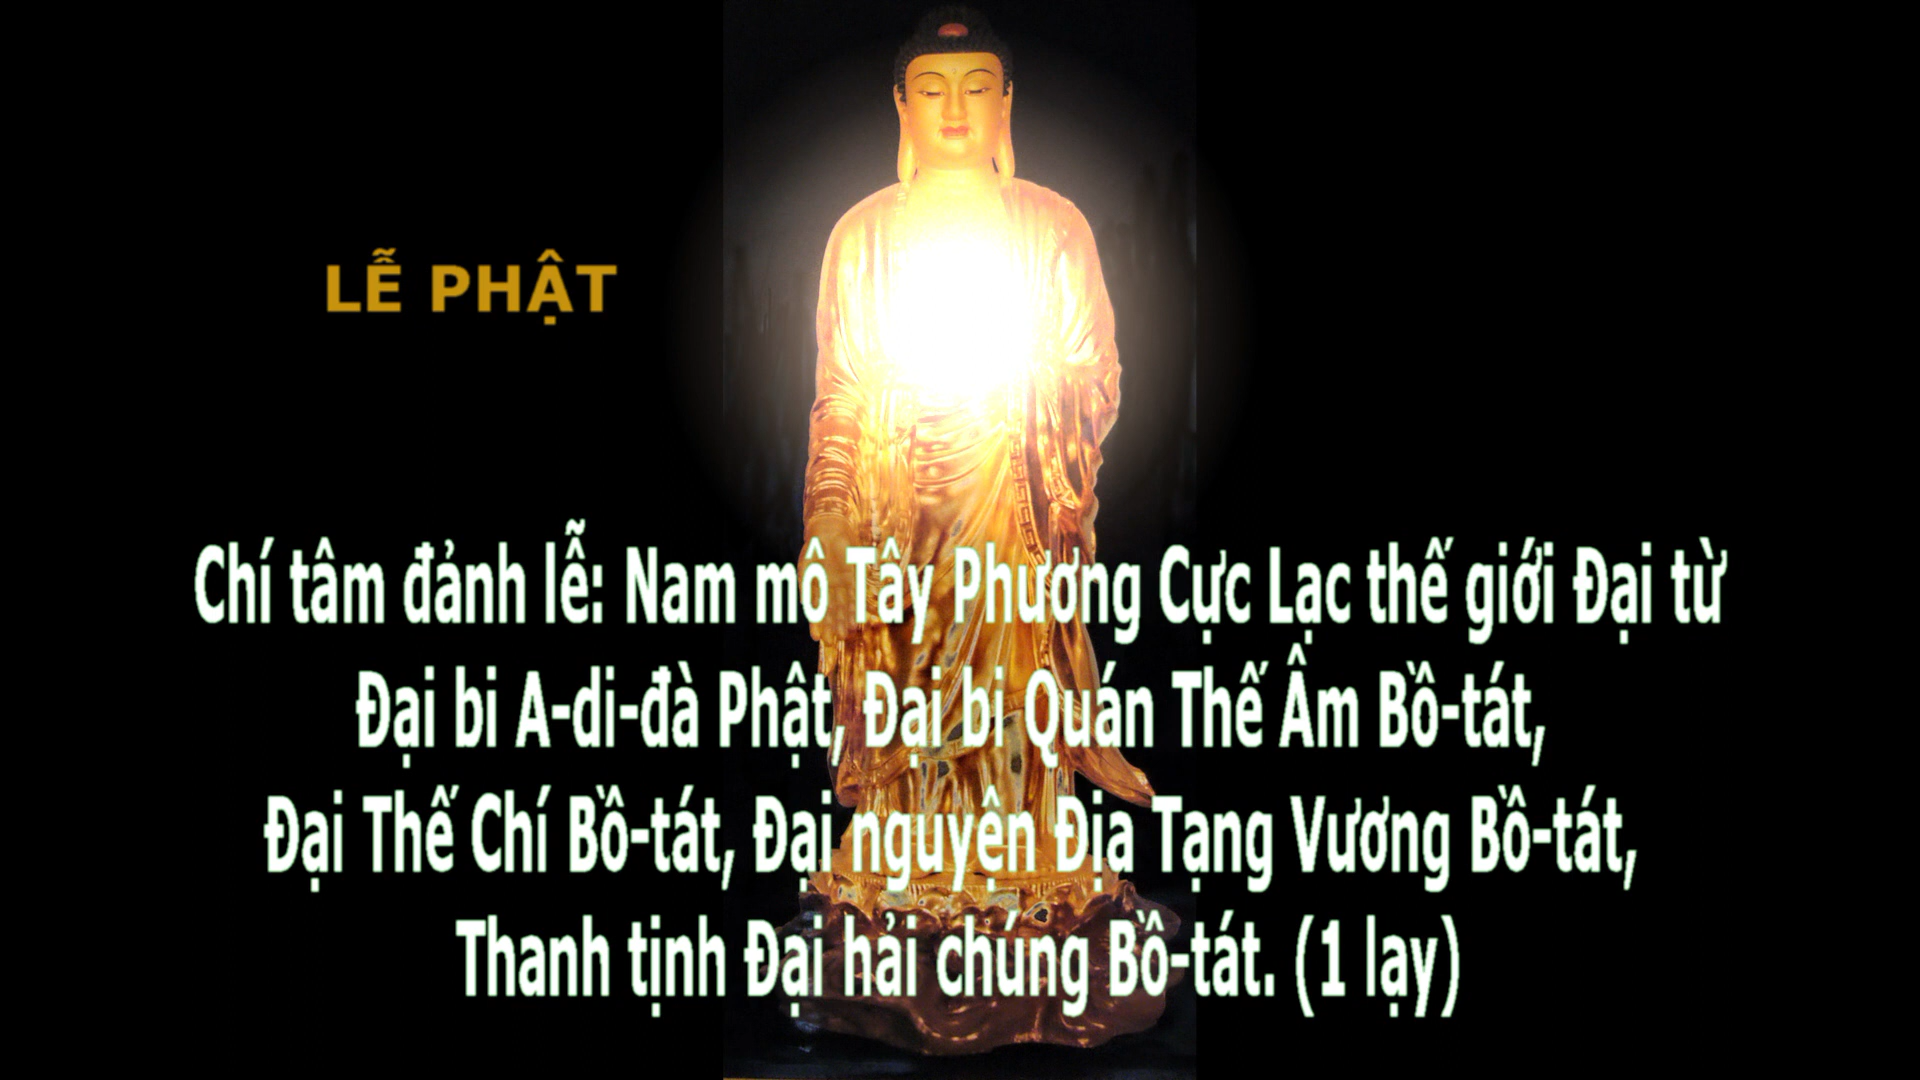 LỄ PHẬT
Chí tâm đảnh lễ: Nam mô Tây Phương Cực Lạc thế giới Đại từ
Đại bi A-di-đà Phật, Đại bi Quán Thế Âm Bồ-tát,
Đại Thế Chí Bồ-tát, Đại nguyện Địa Tạng Vương Bồ-tát,
Thanh tịnh Đại hải chúng Bồ-tát. (1 lạy)